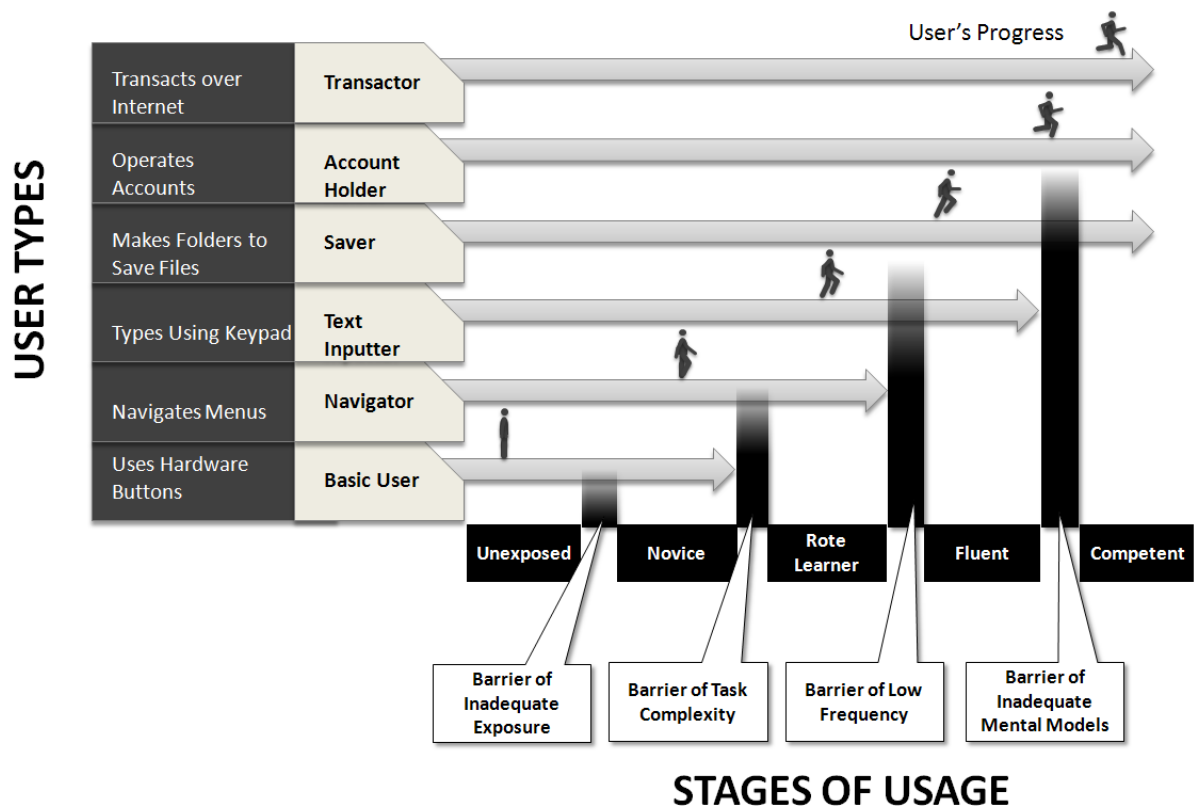 User's Progress
USER TYPES
Transacts over
Internet
Transactor
Operates
Accounts
Account
Holder
Makes Folders to
Save Files
Saver
Types Using Keypad
Text
Inputter
Navigates Menus
Navigator
Uses Hardware
Buttons
Basic User
Unexposed
Novice
Rote
Learner
Fluent
Competent
Barrier of
Inadequate
Exposure
Barrier of Task
Complexity
Barrier of Low
Frequency
Barrier of
Inadequate
Mental Models
STAGES OF USAGE